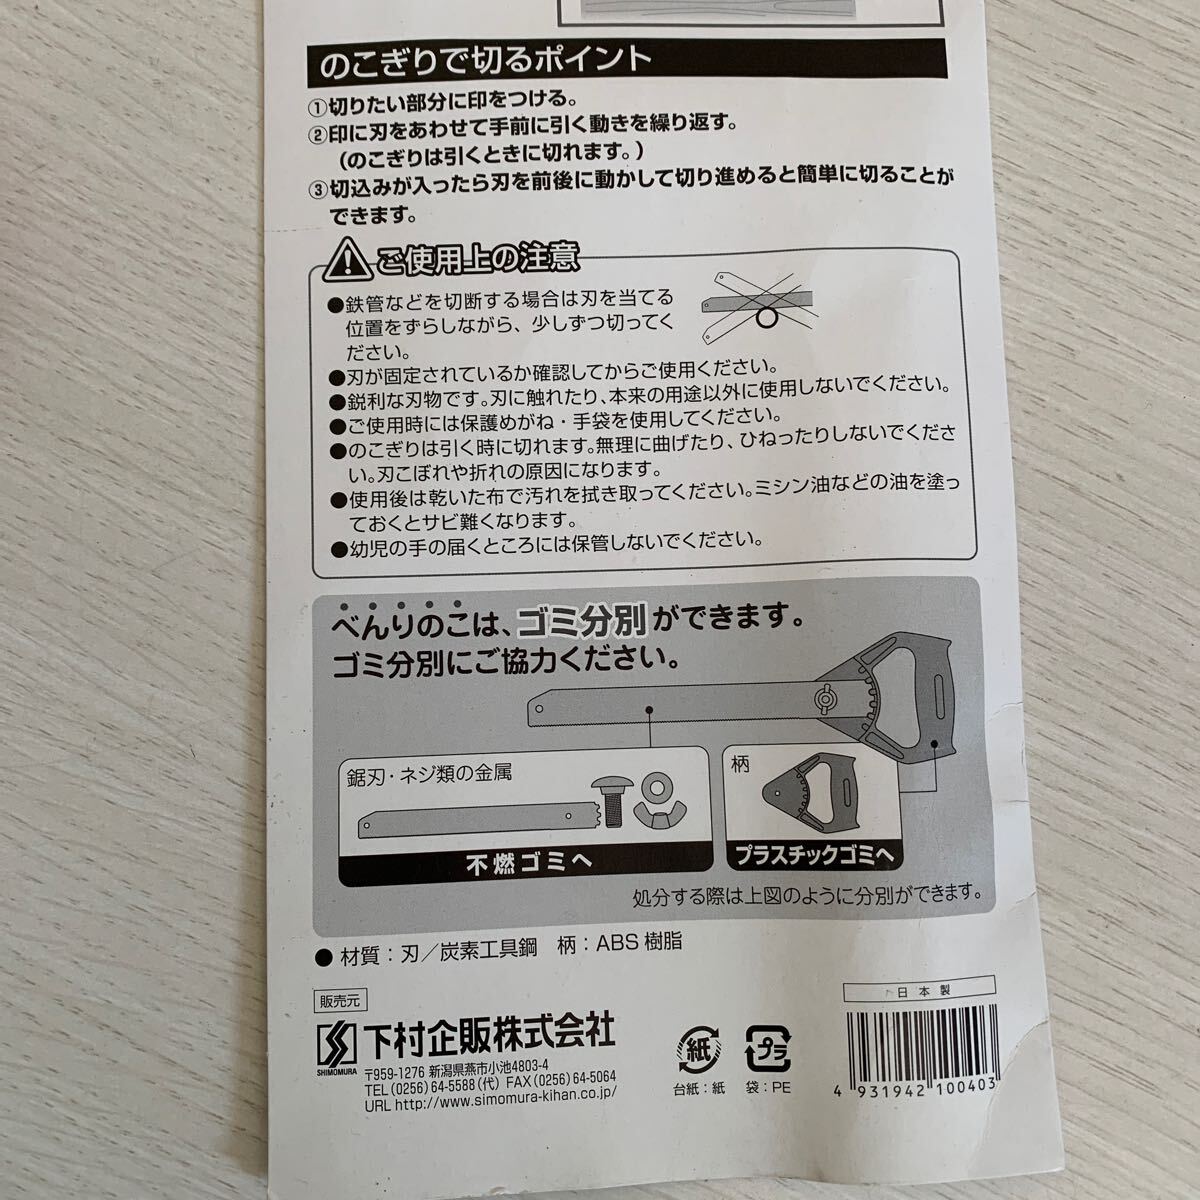 のこぎりで切るポイント
①切りたい部分に印をつける。
②印に刃をあわせて手前に引く動きを繰り返す。
(のこぎりは引くときに切れます。)
③切込みが入ったら刃を前後に動かして切り進めると簡単に切ることが
できます。
ご使用上の注意
●鉄管などを切断する場合は刃を当てる
位置をずらしながら、少しずつ切ってく
ださい。
●刃が固定されているか確認してからご使用ください。
●鋭利な刃物です。刃に触れたり、本来の用途以外に使用しないでください。
●ご使用時には保護めがね・手袋を使用してください。
●のこぎりは引く時に切れます。無理に曲げたり、ひねったりしないでくださ
い。刃こぼれや折れの原因になります。
●使用後は乾いた布で汚れを拭き取ってください。ミシン油などの油を塗っ
ておくとサビ難くなります。
●幼児の手の届くところには保管しないでください。
べんりのこは、ゴミ分別ができます。
ゴミ分別にご協力ください。
鋸刃・ネジ類の金属
不燃ゴミへ
柄
プラスチックゴミへ
処分する際は上図のように分別ができます。
● 材質：刃／炭素工具鋼 柄：ABS樹脂
販売元
SHIMOMURA
下村企販株式会社
〒959-1276 新潟県燕市小池4803-4
TEL(0256)64-5588(代) FAX(0256)64-5064
URL http://www.simomura-kihan.co.jp/
紙
台紙：紙
プラ
袋：PE
日本製
4 931942 100403